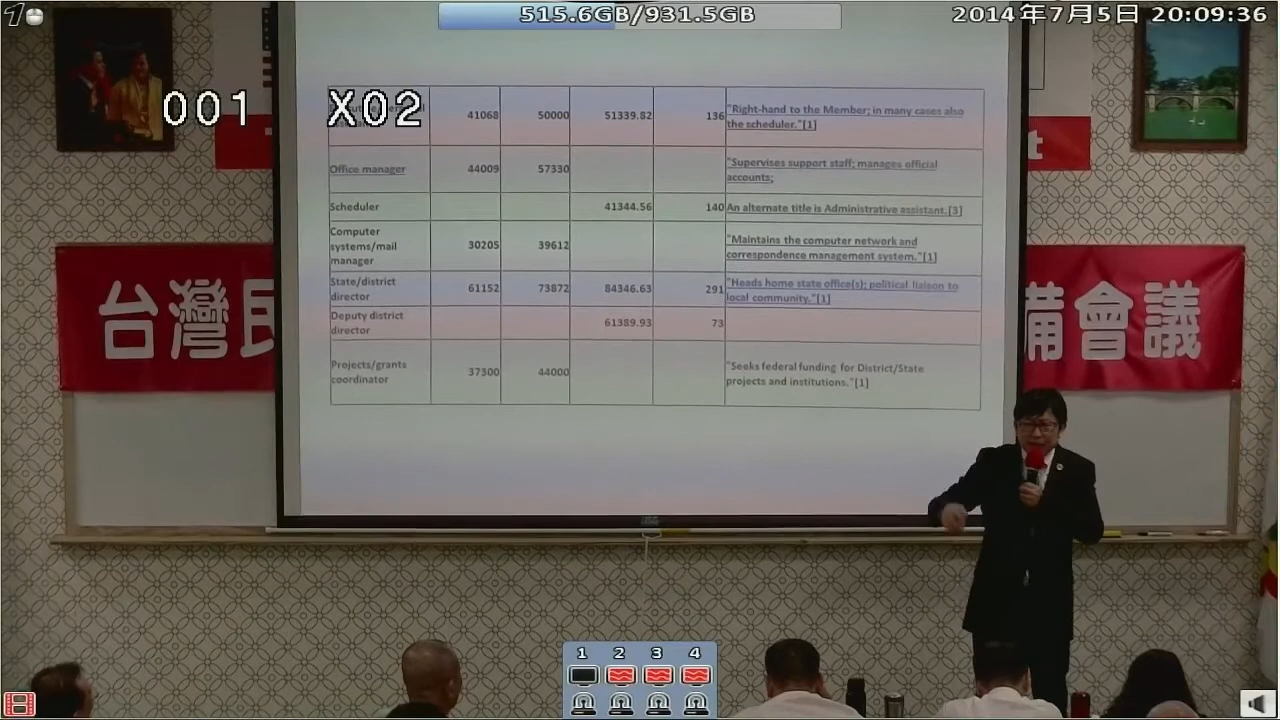 515.6GB/931.5GB
2014年7月5日 20:09:36
001
X02
41068 50000 51339.82 136 "Right-hand to the Member; in many cases also
the scheduler."[1]
Office manager 44009 57330 "Supervises support staff; manages official
accounts;
Scheduler 41344.56 140 An alternate title is Administrative assistant.[3]
Computer
systems/mail
manager 30205 39612 "Maintains the computer network and
correspondence management system."[1]
State/district
director 61152 73872 84346.63 291 "Heads home state office(s); political liaison to
local community."[1]
Deputy district
director 61389.93 73
Projects/grants
coordinator 37300 44000 "Seeks federal funding for District/State
projects and institutions."[1]
t
台灣民
備會議
1 2 3 4